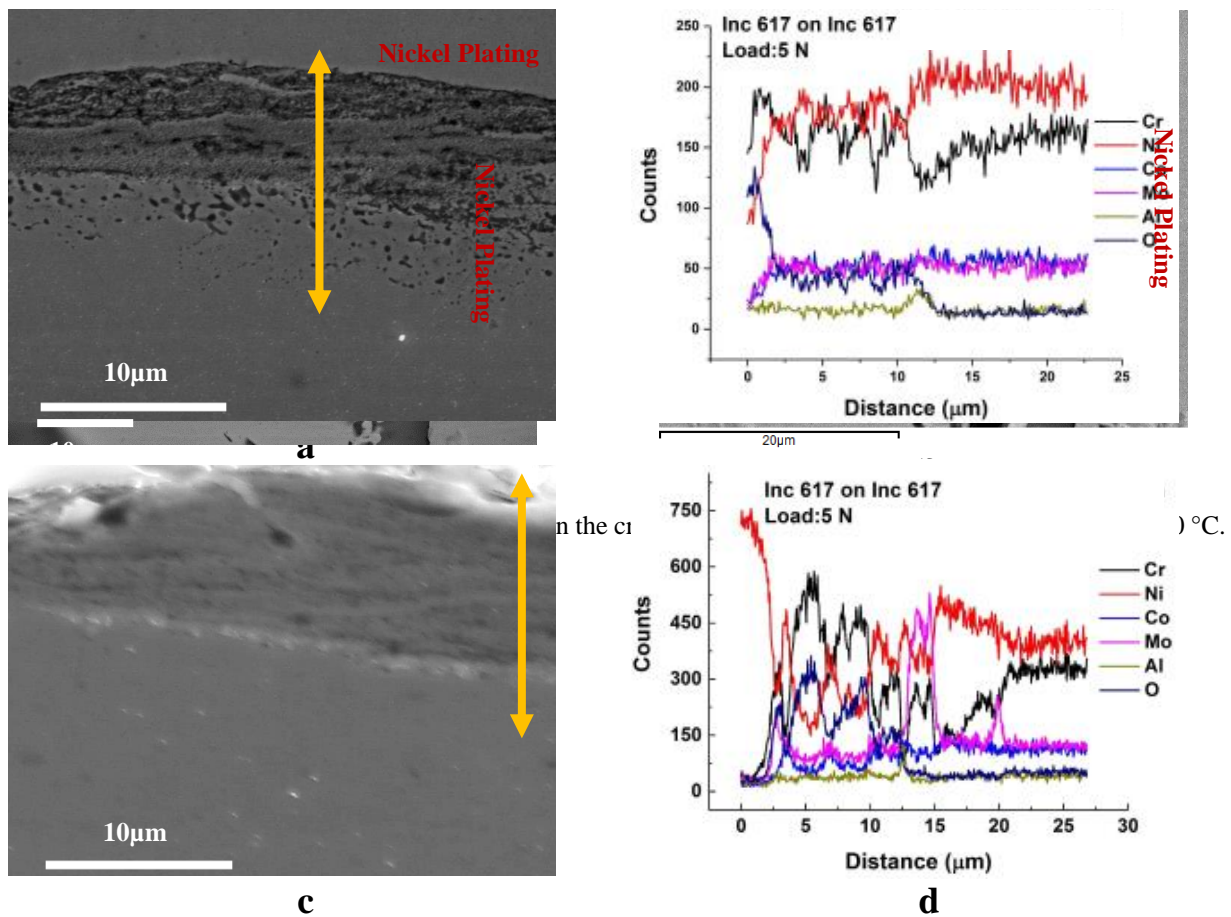 Nickel Plating
Nickel Plating
10µm
a
Inc 617 on Inc 617
Load:5 N
250
200
150
100
50
0
Counts
0 5 10 15 20 25
Distance (µm)
Cr
Al
O
Nickel Plating
20µm
n the
°C.
10µm
c
Inc 617 on Inc 617
Load:5 N
750
600
450
300
150
0
Counts
0 5 10 15 20 25 30
Distance (µm)
Cr
Ni
Co
Mo
Al
O
d